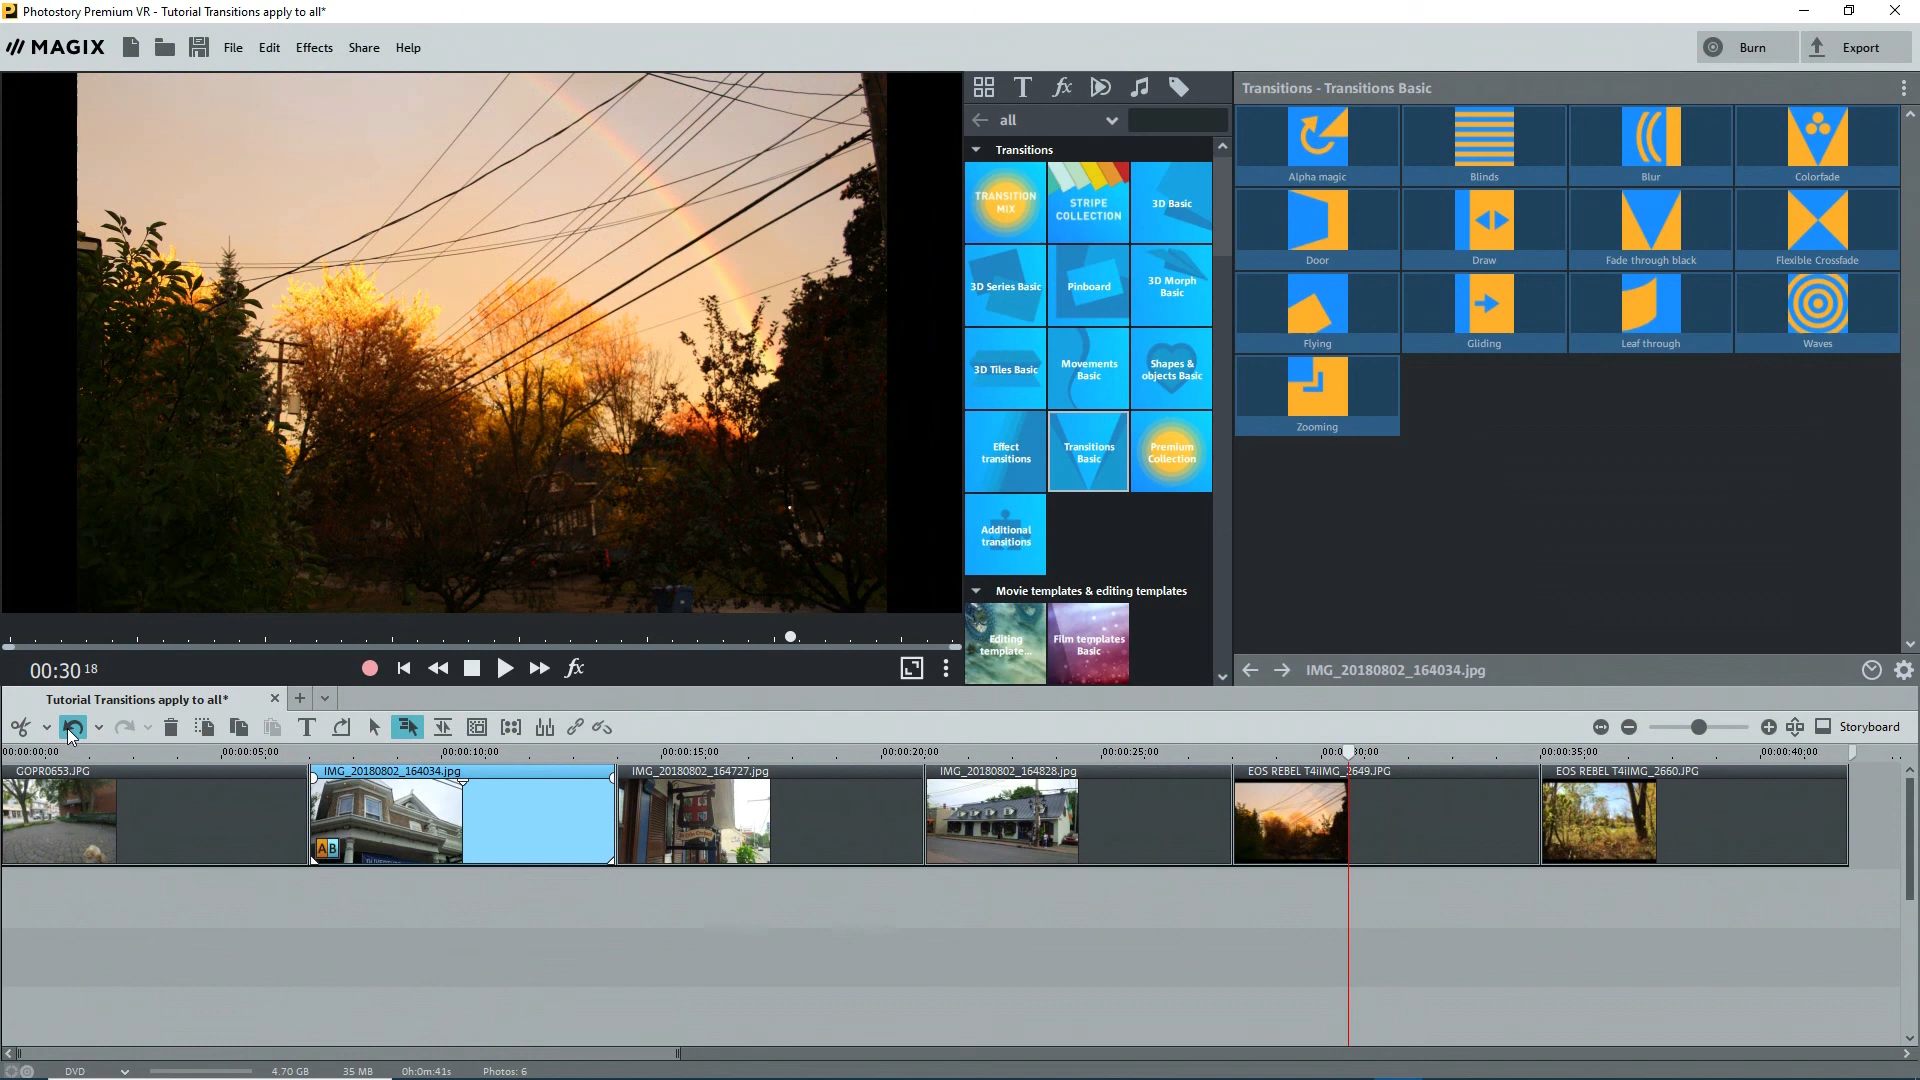 Photostory Premium VR - Tutorial Transitions apply to all*
MAGIX
File
Edit
Effects
Share
Help
Burn
Export
all
Transitions - Transitions Basic
Transitions
TRANSITION
MIX
STRIPE
COLLECTION
3D Basic
3D Series Basic
Pinboard
3D Morph
Basic
3D Tiles Basic
Movements
Basic
Shapes &
objects Basic
Effect
transitions
Transitions
Basic
Premium
Collection
Additional
transitions
Movie templates & editing templates
Editing
template...
Film templates
Basic
Alpha magic
Blinds
Blur
Colorfade
Door
Draw
Fade through black
Flexible Crossfade
Flying
Gliding
Leaf through
Waves
Zooming
00:30 18
IMG_20180802_164034.jpg
Tutorial Transitions apply to all*
Storyboard
00:00:00:00
00:00:05:00
00:00:10:00
00:00:15:00
00:00:20:00
00:00:25:00
00:00:30:00
00:00:35:00
00:00:40:00
GOPR0653.JPG
IMG_20180802_164034.jpg
IMG_20180802_164727.jpg
IMG_20180802_164828.jpg
EOS REBEL T4iIMG_2649.JPG
EOS REBEL T4iIMG_2660.JPG
AB
DVD
4.70 GB
35 MB
0h:0m:41s
Photos: 6